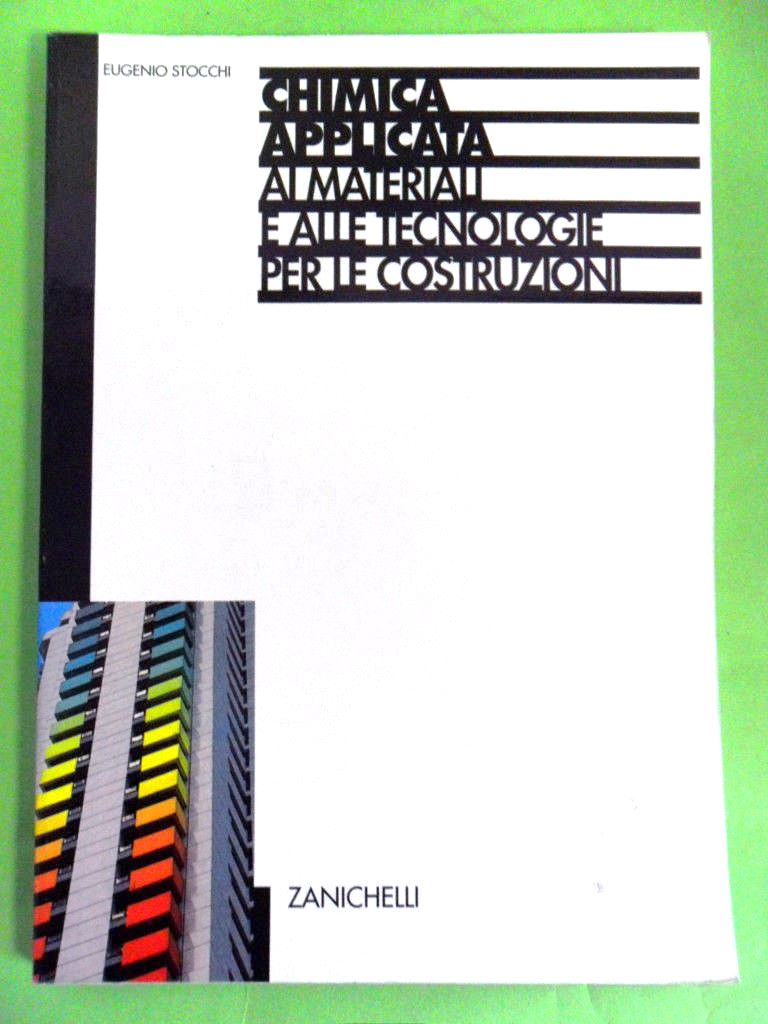 EUGENIO STOCCHI
CHIMICA
APPLICATA
AI MATERIALI
E ALLE TECNOLOGIE
PER LE COSTRUZIONI
ZANICHELLI